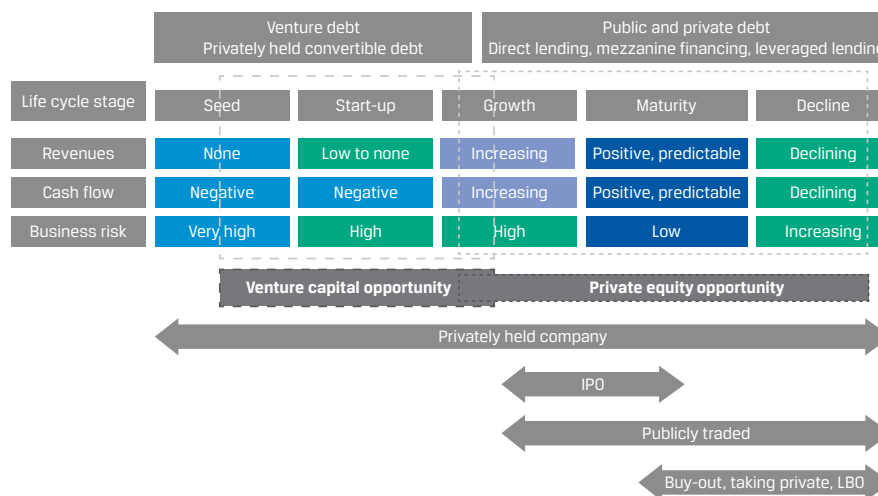 Venture debt
Privately held convertible debt
Public and private debt
Direct lending, mezzanine financing, leveraged lending
Life cycle stage
Seed
Start-up
Growth
Maturity
Decline
Revenues
None
Low to none
Increasing
Positive, predictable
Declining
Cash flow
Negative
Negative
Increasing
Positive, predictable
Declining
Business risk
Very high
High
High
Low
Increasing
Venture capital opportunity
Private equity opportunity
Privately held company
IPO
Publicly traded
Buy-out, taking private, LBO